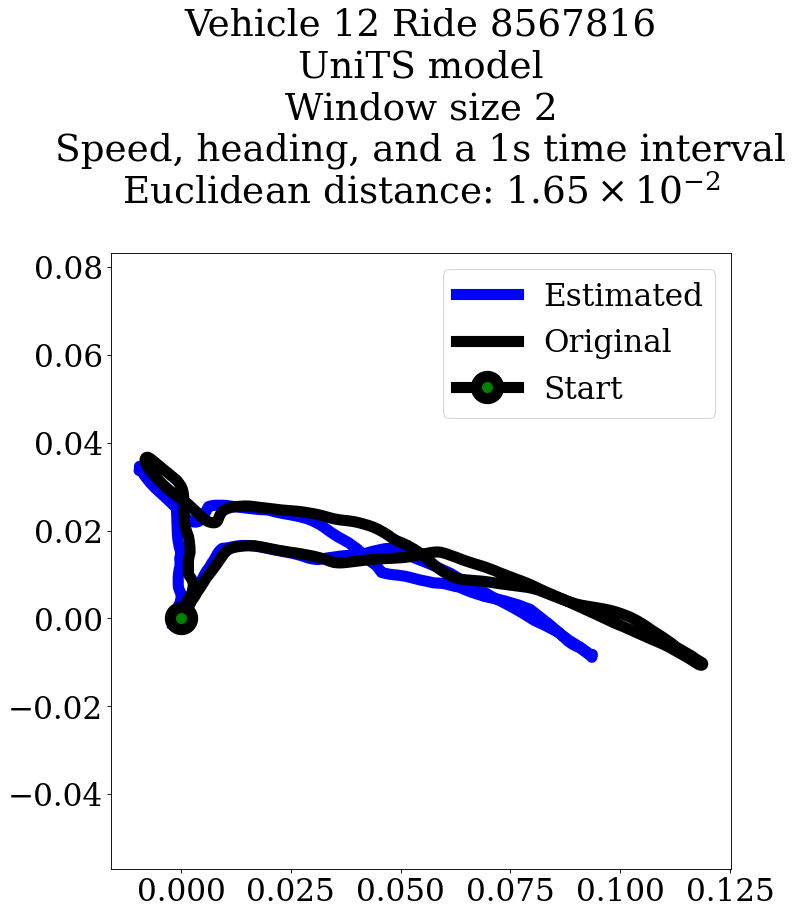 Vehicle 12 Ride 8567816
UniTS model
Window size 2
Speed, heading, and a 1s time interval
Euclidean distance: 1.65 × 10⁻²
0.08
0.06
0.04
0.02
0.00
−0.02
−0.04
Estimated
Original
Start
0.000 0.025 0.050 0.075 0.100 0.125